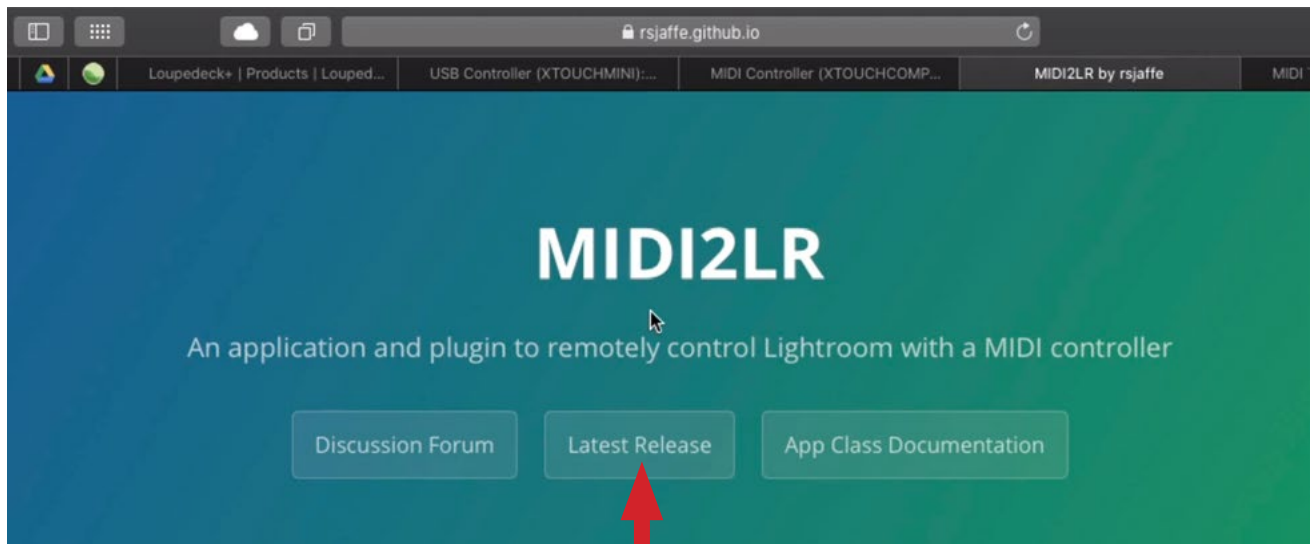 rsjaffe.github.io
Loupedeck+ | Products | Louped...
USB Controller (XTOUCHMINI):...
MIDI Controller (XTOUCHCOMP...
MIDI2LR by rsjaffe
MIDI
MIDI2LR
An application and plugin to remotely control Lightroom with a MIDI controller
Discussion Forum
Latest Release
App Class Documentation